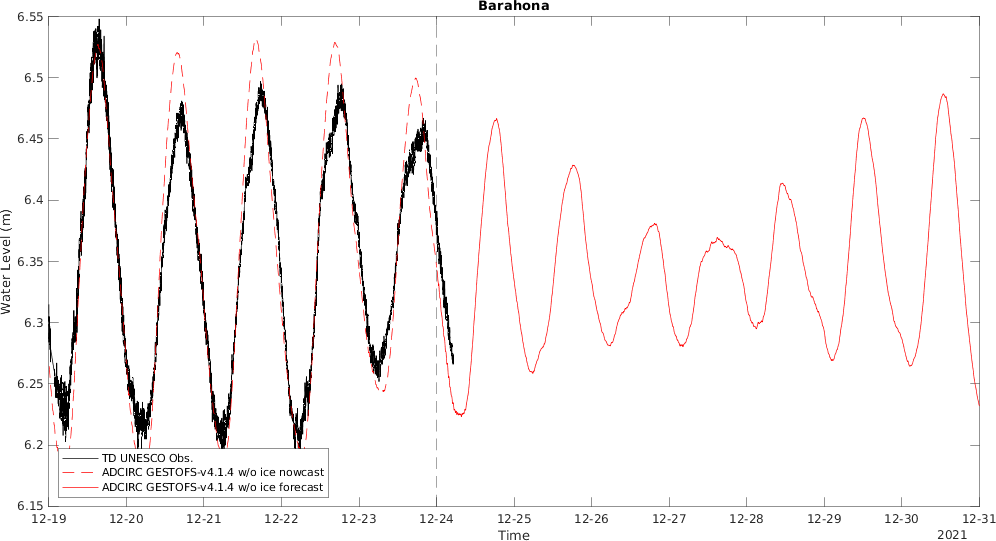 Barahona
6.55
6.5
6.45
6.4
6.35
6.3
6.25
6.2
6.15
Water Level (m)
TD UNESCO Obs.
ADCIRC GESTOFS-v4.1.4 w/o ice nowcast
ADCIRC GESTOFS-v4.1.4 w/o ice forecast
12-19 12-20 12-21 12-22 12-23 12-24 12-25 12-26 12-27 12-28 12-29 12-30 12-31
Time
2021